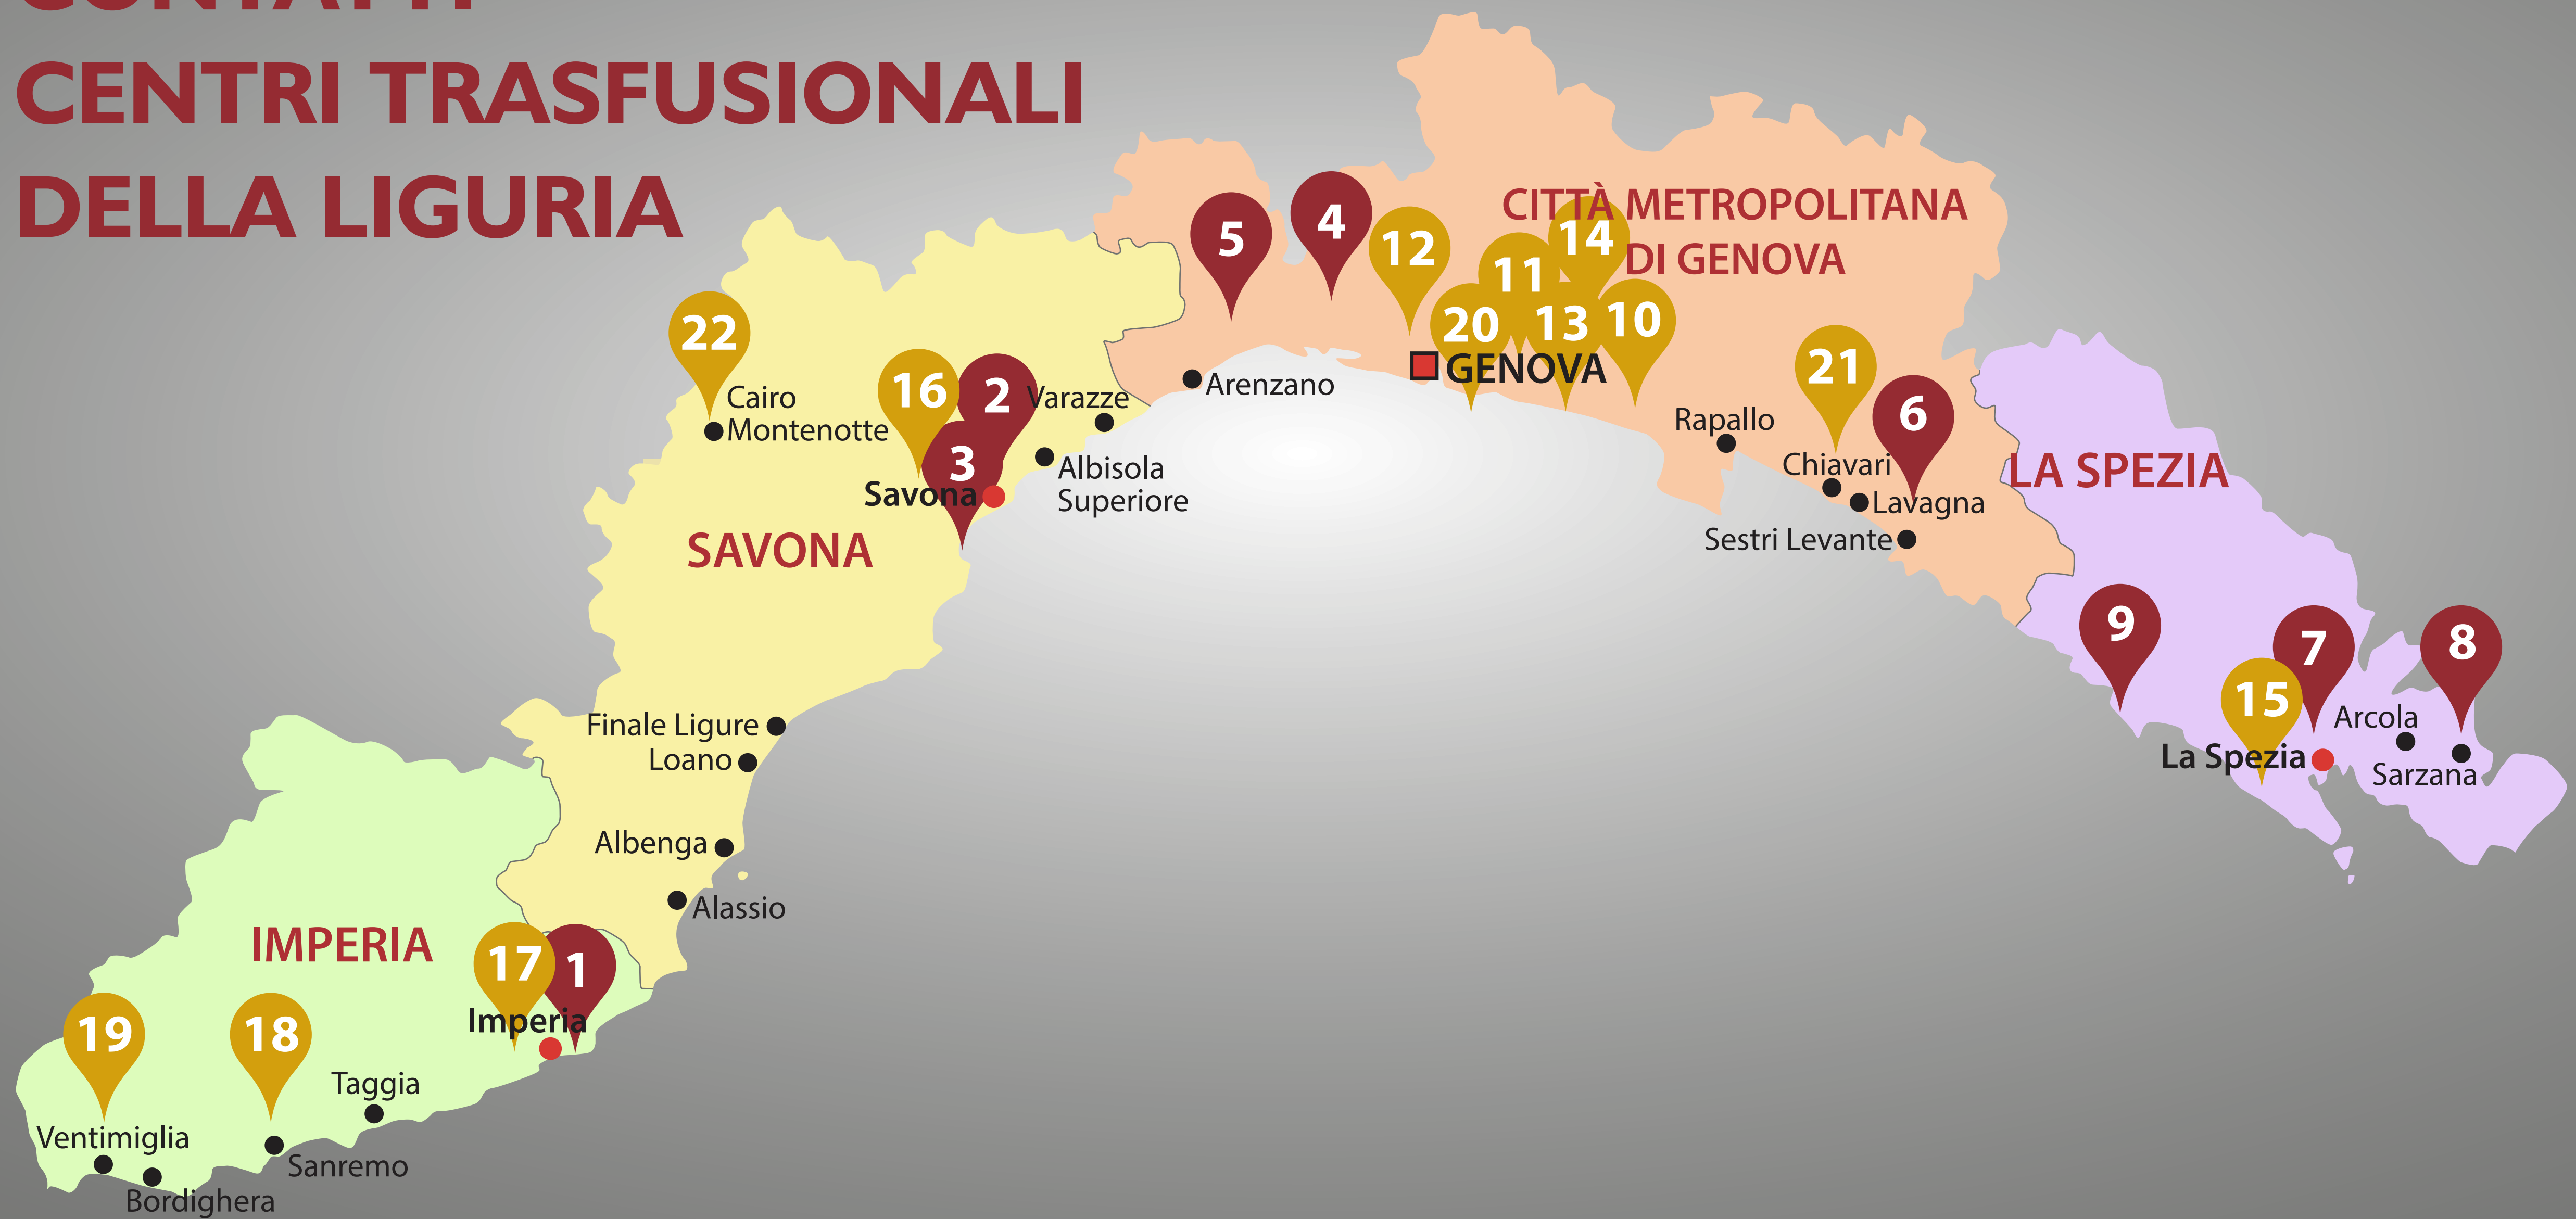 CONTATTI
CENTRI TRASFUSIONALI
DELLA LIGURIA
CITTÀ METROPOLITANA
DI GENOVA
5
4
12
14
11
20
13
10
GENOVA
22
Cairo
Montenotte
16
2
3
Savona
Varazze
Albisola
Superiore
Arenzano
SAVONA
21
6
Rapallo
Chiavari
Lavagna
Sestri Levante
LA SPEZIA
9
7
8
15
Arcola
La Spezia
Sarzana
Finale Ligure
Loano
Albenga
Alassio
IMPERIA
17
1
Imperia
19
18
Taggia
Ventimiglia
Sanremo
Bordighera